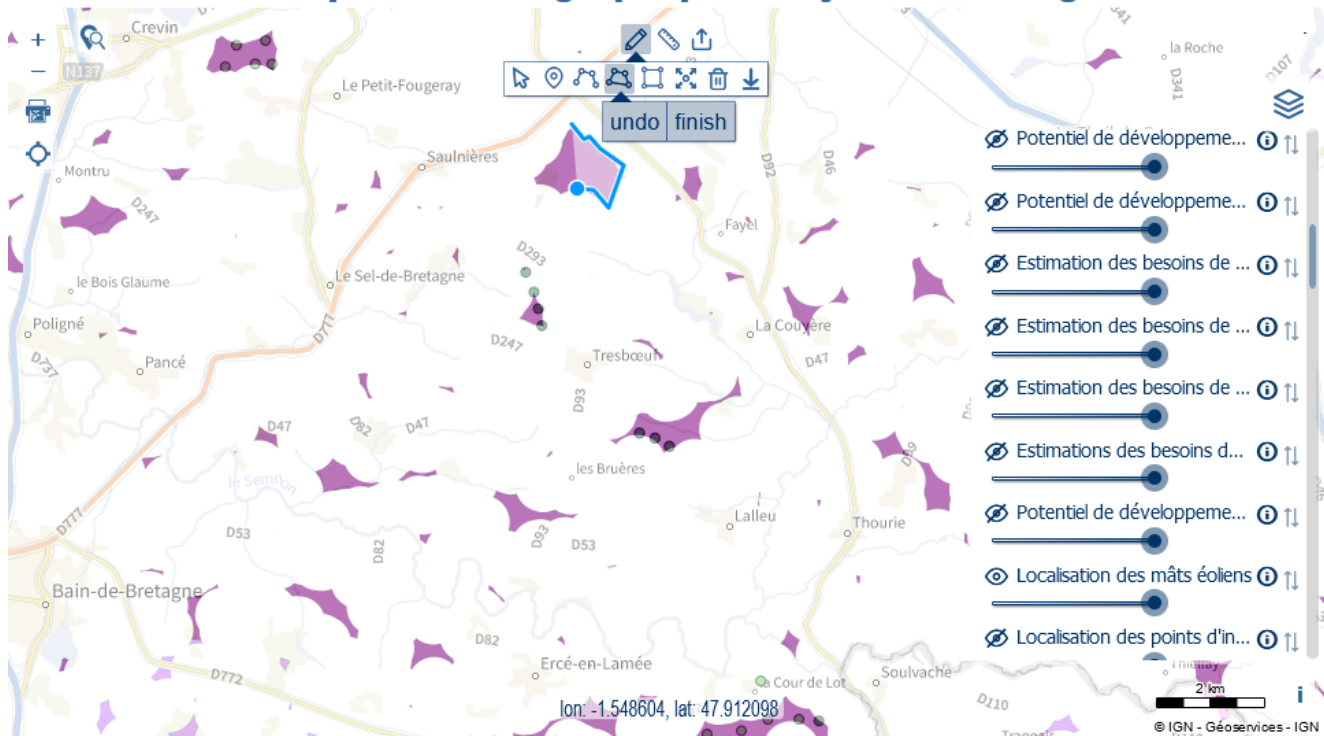 Crevin
N137
Le Petit-Fougeray
341
la Roche
D107
D341
undo finish
Saulnières
Montru
D247
D92
D46
Fayel
D293
le Bois Glaume
Le Sel-de-Bretagne
Poligné
D777
D737
Pancé
D247
Tresbœuf
La Couyère
D47
D93
D47
D82
D47
le Semnon
les Bruères
D777
D53
D93
D53
D82
Lalleu
Thourie
Bain-de-Bretagne
D82
D772
Ercé-en-Lamée
la Cour de Lot
Soulvache
D110
Potentiel de développeme...
Potentiel de développeme...
Estimation des besoins de ...
Estimation des besoins de ...
Estimation des besoins de ...
Estimations des besoins d...
Potentiel de développeme...
Localisation des mâts éoliens
Localisation des points d'in...
lon: -1.548604, lat: 47.912098
2 km
i
© IGN - Géoservices - IGN